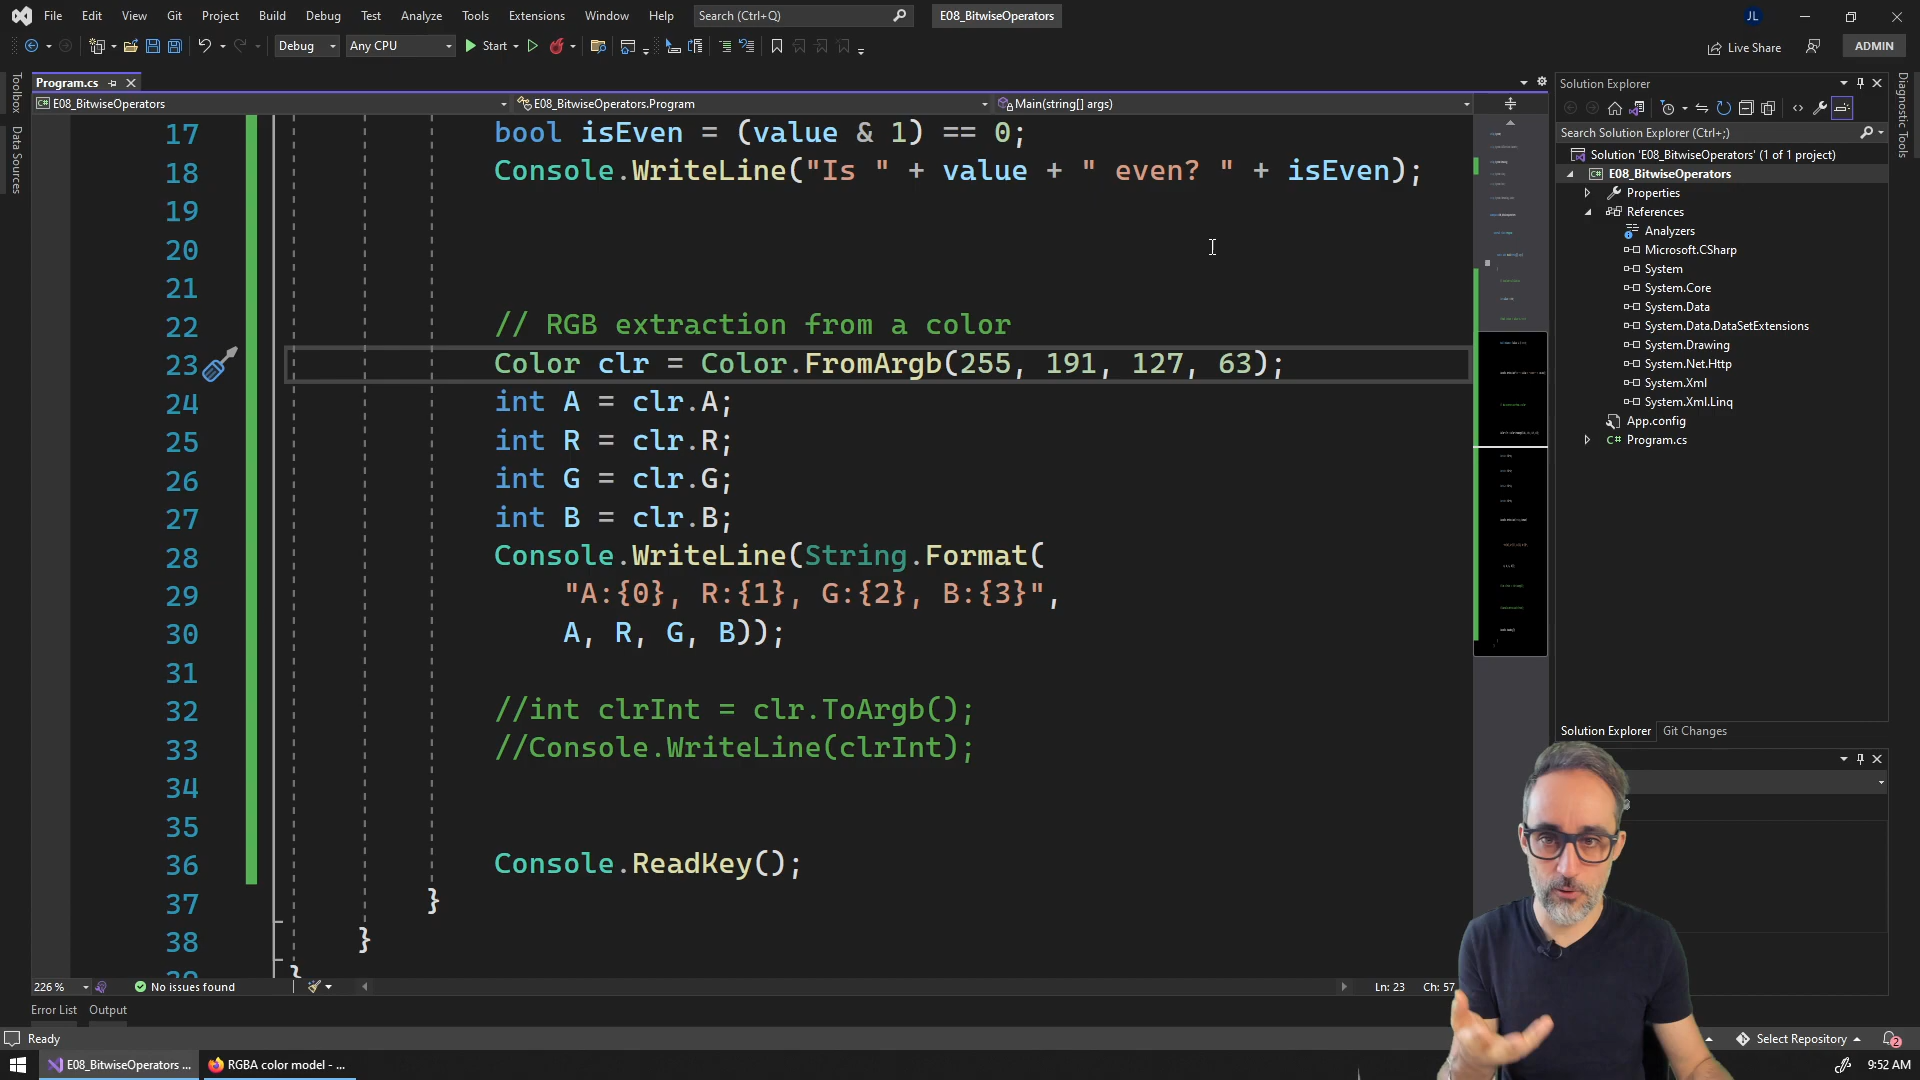 File Edit View Git Project Build Debug Test Analyze Tools Extensions Window Help Search (Ctrl+Q) E08_BitwiseOperators JL
Debug Any CPU Start Live Share ADMIN
Toolbox
Data Sources
Program.cs
E08_BitwiseOperators E08_BitwiseOperators.Program Main(string[] args)
17 bool isEven = (value & 1) == 0;
18 Console.WriteLine("Is " + value + " even? " + isEven);
19
20
21
22 // RGB extraction from a color
23 Color clr = Color.FromArgb(255, 191, 127, 63);
24 int A = clr.A;
25 int R = clr.R;
26 int G = clr.G;
27 int B = clr.B;
28 Console.WriteLine(String.Format(
29 "A:{0}, R:{1}, G:{2}, B:{3}",
30 A, R, G, B));
31
32 //int clrInt = clr.ToArgb();
33 //Console.WriteLine(clrInt);
34
35
36 Console.ReadKey();
37 }
38 }
39 }
226 % No issues found Ln: 23 Ch: 57
Error List Output
Solution Explorer
Search Solution Explorer (Ctrl+;)
Solution 'E08_BitwiseOperators' (1 of 1 project)
C# E08_BitwiseOperators
Properties
References
Analyzers
Microsoft.CSharp
System
System.Core
System.Data
System.Data.DataSetExtensions
System.Drawing
System.Net.Http
System.Xml
System.Xml.Linq
App.config
C# Program.cs
Solution Explorer Git Changes
Diagnostic Tools
Ready Select Repository 2
E08_BitwiseOperators ... RGBA color model - ... 9:52 AM